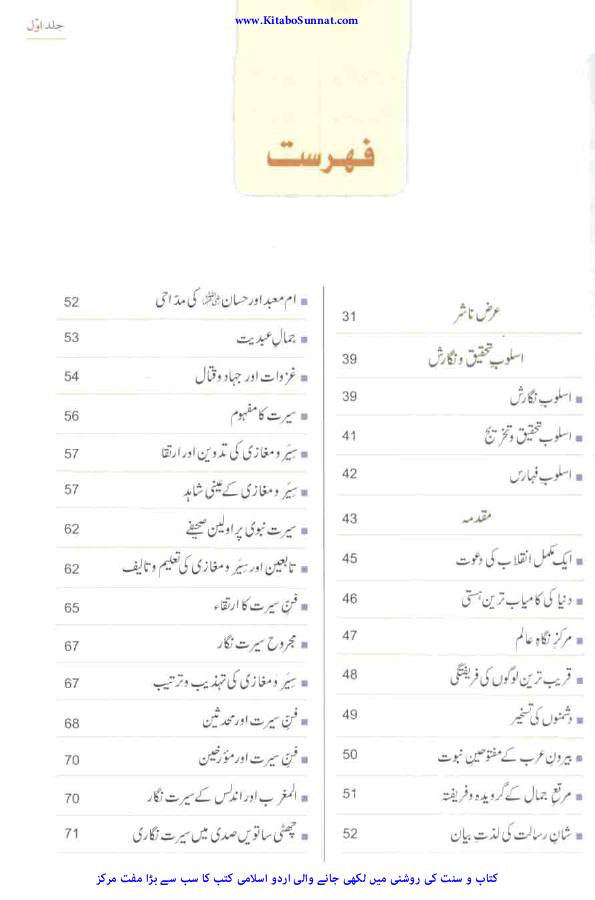 www.KitaboSunnat.com
جلد اوّل
فہرست
عرض ناشر 31
اسلوبِ تحقیق و نگارش 39
اسلوبِ نگارش 39
اسلوبِ تحقیق و تخریج 41
اسلوبِ فہارس 42
مقدمہ 43
ایک مکمل انقلاب کی دعوت 45
دنیا کی کامیاب ترین ہستی 46
مرکزِ نگاہِ عالم 47
قریب ترین لوگوں کی فریفتگی 48
دشمنوں کی تسخیر 49
بیرونِ عرب کے مفتوحینِ نبوت 50
مرقعِ جمال کے گرویدہ و فریفتہ 51
شانِ رسالت کی لذتِ بیان 52
ام معبد اور حسان رضی اللہ عنہما کی مدّاحی 52
جمالِ عبدیت 53
غزوات اور جہاد و قتال 54
سیرت کا مفہوم 56
سِیَر و مغازی کی تدوین اور ارتقا 57
سِیَر و مغازی کے عینی شاہد 57
سیرت نبوی پر اولین صحیفے 62
تابعین اور سِیَر و مغازی کی تعلیم و تالیف 62
فنِ سیرت کا ارتقاء 65
مجروح سیرت نگار 67
سِیَر و مغازی کی تہذیب و ترتیب 67
فنِ سیرت اور محدثین 68
فنِ سیرت اور مؤرخین 70
المغرب اور اندلس کے سیرت نگار 70
چھٹی ساتویں صدی میں سیرت نگاری 71
کتاب و سنت کی روشنی میں لکھی جانے والی اردو اسلامی کتب کا سب سے بڑا مفت مرکز